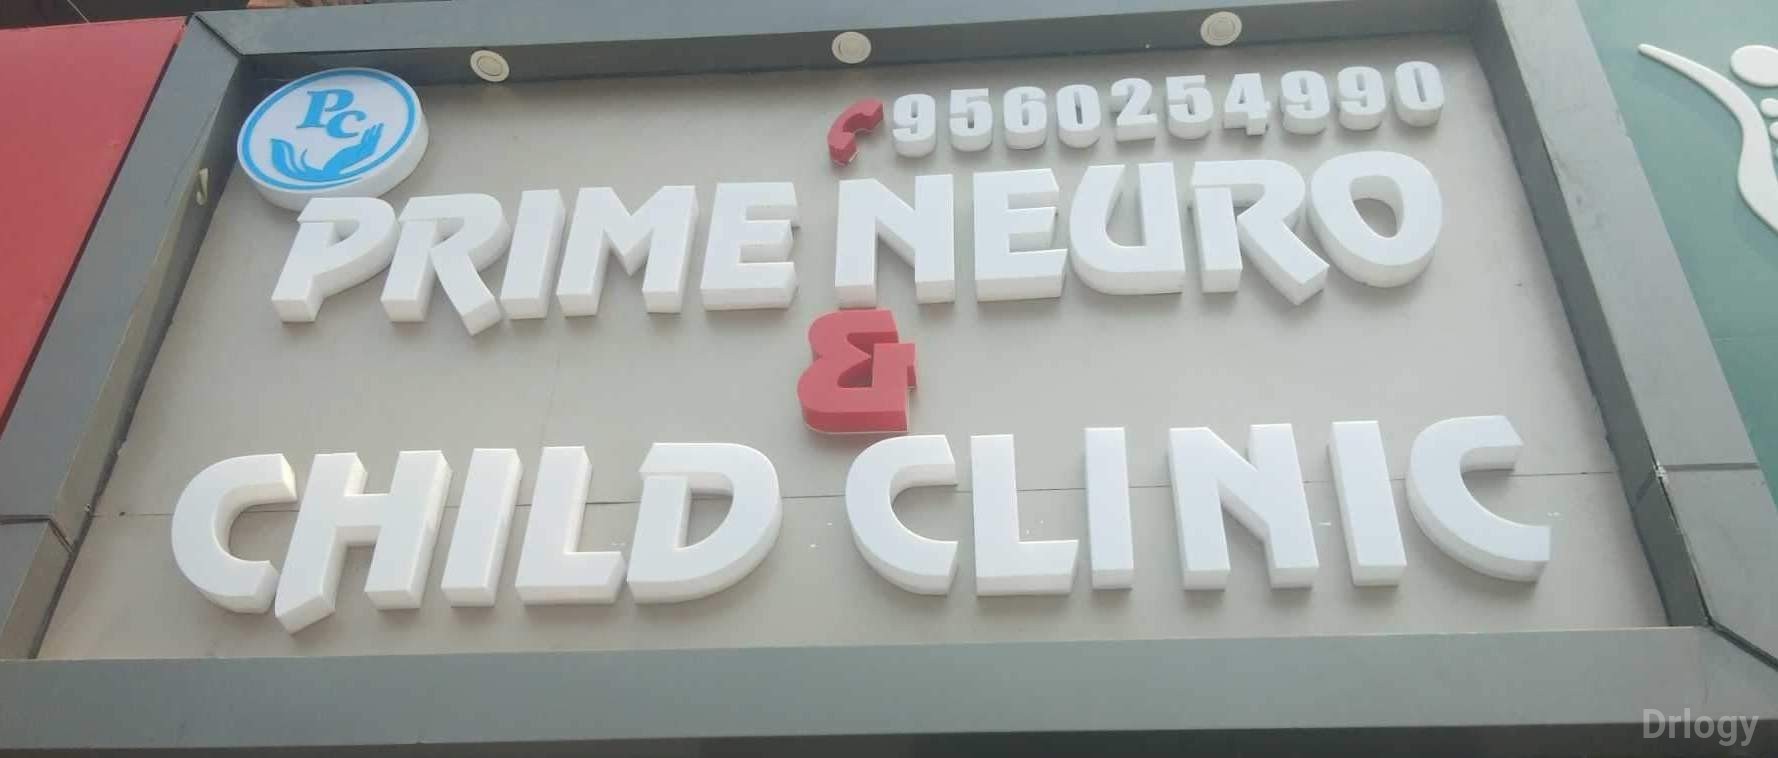 PC
9560254990
PRIME NEURO
&
CHILD CLINIC
Drlogy